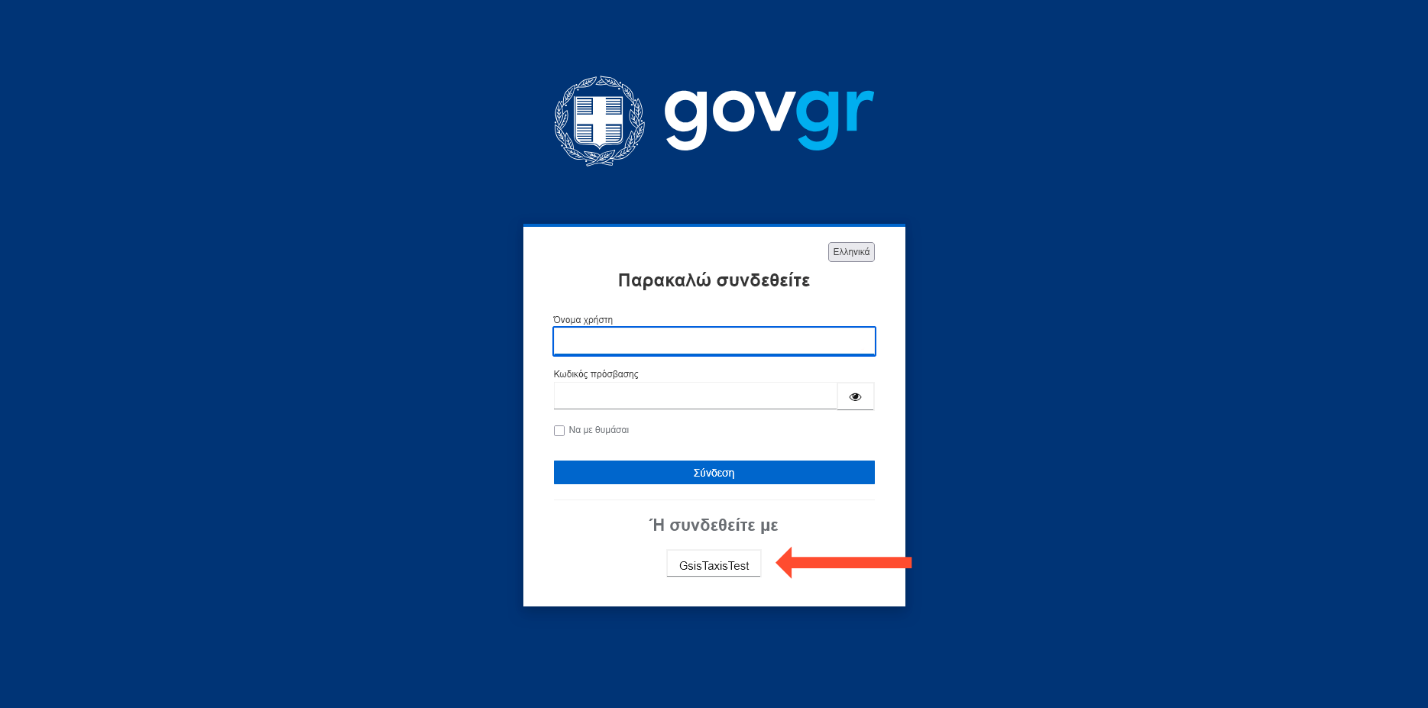 govgr
Ελληνικά
Παρακαλώ συνδεθείτε
Όνομα χρήστη
Κωδικός πρόσβασης
Να με θυμάσαι
Σύνδεση
Ή συνδεθείτε με
GsisTaxisTest